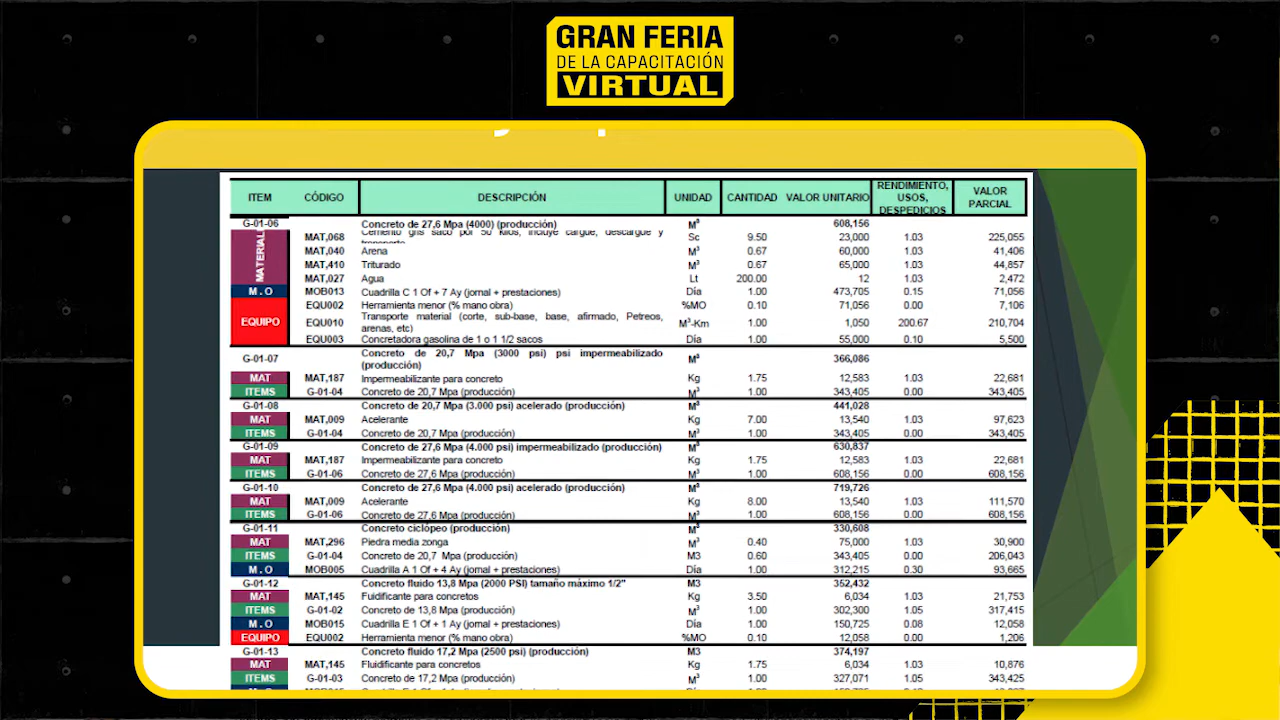 GRAN FERIA
DE LA CAPACITACIÓN
VIRTUAL
ITEM CÓDIGO DESCRIPCIÓN UNIDAD CANTIDAD VALOR UNITARIO RENDIMIENTO, USOS, DESPEDICIOS VALOR PARCIAL
G-01-06 Concreto de 27,6 Mpa (4000) (producción) M³ 608,156
MATERIAL
MAT,068 Cemento gris saco por 50 kilos, incluye cargue, descargue y transporte Sc 9.50 23,000 1.03 225,055
MAT,040 Arena M³ 0.67 60,000 1.03 41,406
MAT,410 Triturado M³ 0.67 65,000 1.03 44,857
MAT,027 Agua Lt 200.00 12 1.03 2,472
M.O MOB013 Cuadrilla C 1 Of + 7 Ay (jornal + prestaciones) Día 1.00 473,705 0.15 71,056
EQUIPO
EQU002 Herramienta menor (% mano obra) %MO 0.10 71,056 0.00 7,106
EQU010 Transporte material (corte, sub-base, base, afirmado, Petreos, arenas, etc) M³-Km 1.00 1,050 200.67 210,704
EQU003 Concretadora gasolina de 1 o 1 1/2 sacos Día 1.00 55,000 0.10 5,500
G-01-07 Concreto de 20,7 Mpa (3000 psi) psi impermeabilizado (producción) M³ 366,086
MAT MAT,187 Impermeabilizante para concreto Kg 1.75 12,583 1.03 22,681
ITEMS G-01-04 Concreto de 20,7 Mpa (producción) M³ 1.00 343,405 0.00 343,405
G-01-08 Concreto de 20,7 Mpa (3.000 psi) acelerado (producción) M³ 441,028
MAT MAT,009 Acelerante Kg 7.00 13,540 1.03 97,623
ITEMS G-01-04 Concreto de 20,7 Mpa (producción) M³ 1.00 343,405 0.00 343,405
G-01-09 Concreto de 27,6 Mpa (4.000 psi) impermeabilizado (producción) M³ 630,837
MAT MAT,187 Impermeabilizante para concreto Kg 1.75 12,583 1.03 22,681
ITEMS G-01-06 Concreto de 27,6 Mpa (producción) M³ 1.00 608,156 0.00 608,156
G-01-10 Concreto de 27,6 Mpa (4.000 psi) acelerado (producción) M³ 719,726
MAT MAT,009 Acelerante Kg 8.00 13,540 1.03 111,570
ITEMS G-01-06 Concreto de 27,6 Mpa (producción) M³ 1.00 608,156 0.00 608,156
G-01-11 Concreto ciclópeo (producción) M³ 330,608
MAT MAT,296 Piedra media zonga M³ 0.40 75,000 1.03 30,900
ITEMS G-01-04 Concreto de 20,7 Mpa (producción) M3 0.60 343,405 0.00 206,043
M.O MOB005 Cuadrilla A 1 Of + 4 Ay (jornal + prestaciones) Día 1.00 312,215 0.30 93,665
G-01-12 Concreto fluido 13,8 Mpa (2000 PSI) tamaño máximo 1/2" M3 352,432
MAT MAT,145 Fuidificante para concretos Kg 3.50 6,034 1.03 21,753
ITEMS G-01-02 Concreto de 13,8 Mpa (producción) M³ 1.00 302,300 1.05 317,415
M.O MOB015 Cuadrilla E 1 Of + 1 Ay (jornal + prestaciones) Día 1.00 150,725 0.08 12,058
EQUIPO EQU002 Herramienta menor (% mano obra) %MO 0.10 12,058 0.00 1,206
G-01-13 Concreto fluido 17,2 Mpa (2500 psi) (producción) M3 374,197
MAT MAT,145 Fluidificante para concretos Kg 1.75 6,034 1.03 10,876
ITEMS G-01-03 Concreto de 17,2 Mpa (producción) M³ 1.00 327,071 1.05 343,425